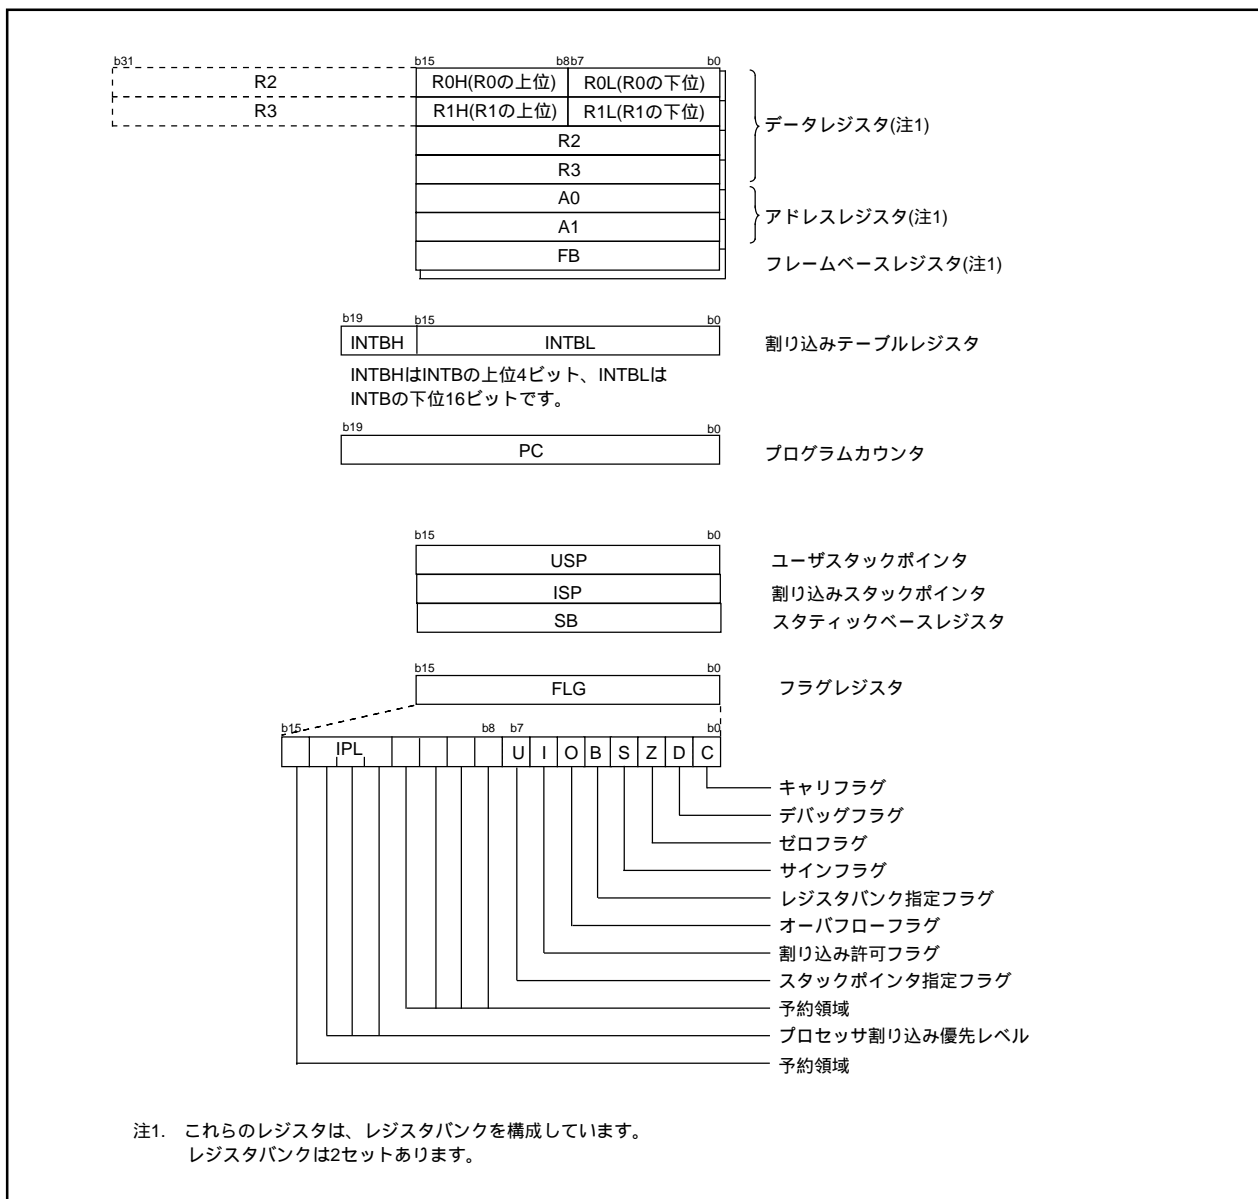 b31 b15 b8b7 b0
R2 R0H(R0の上位) R0L(R0の下位)
R3 R1H(R1の上位) R1L(R1の下位)
データレジスタ(注1)
R2
R3
A0
アドレスレジスタ(注1)
A1
FB フレームベースレジスタ(注1)
b19 b15 b0
INTBH INTBL 割り込みテーブルレジスタ
INTBHはINTBの上位4ビット、INTBLは
INTBの下位16ビットです。
b19 b0
PC プログラムカウンタ
b15 b0
USP ユーザスタックポインタ
ISP 割り込みスタックポインタ
SB スタティックベースレジスタ
b15 b0
FLG フラグレジスタ
b15 b8 b7 b0
IPL U I O B S Z D C
キャリフラグ
デバッグフラグ
ゼロフラグ
サインフラグ
レジスタバンク指定フラグ
オーバフローフラグ
割り込み許可フラグ
スタックポインタ指定フラグ
予約領域
プロセッサ割り込み優先レベル
予約領域
注1. これらのレジスタは、レジスタバンクを構成しています。
レジスタバンクは2セットあります。